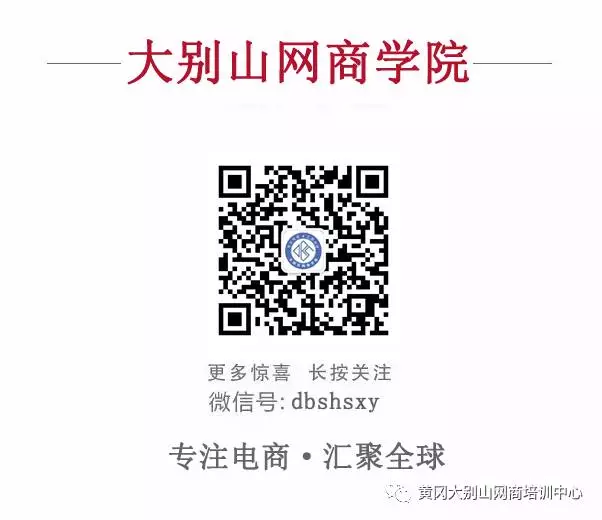 大别山网商学院
更多惊喜 长按关注
微信号: dbshsxy
专注电商·汇聚全球
黄冈大别山网商培训中心